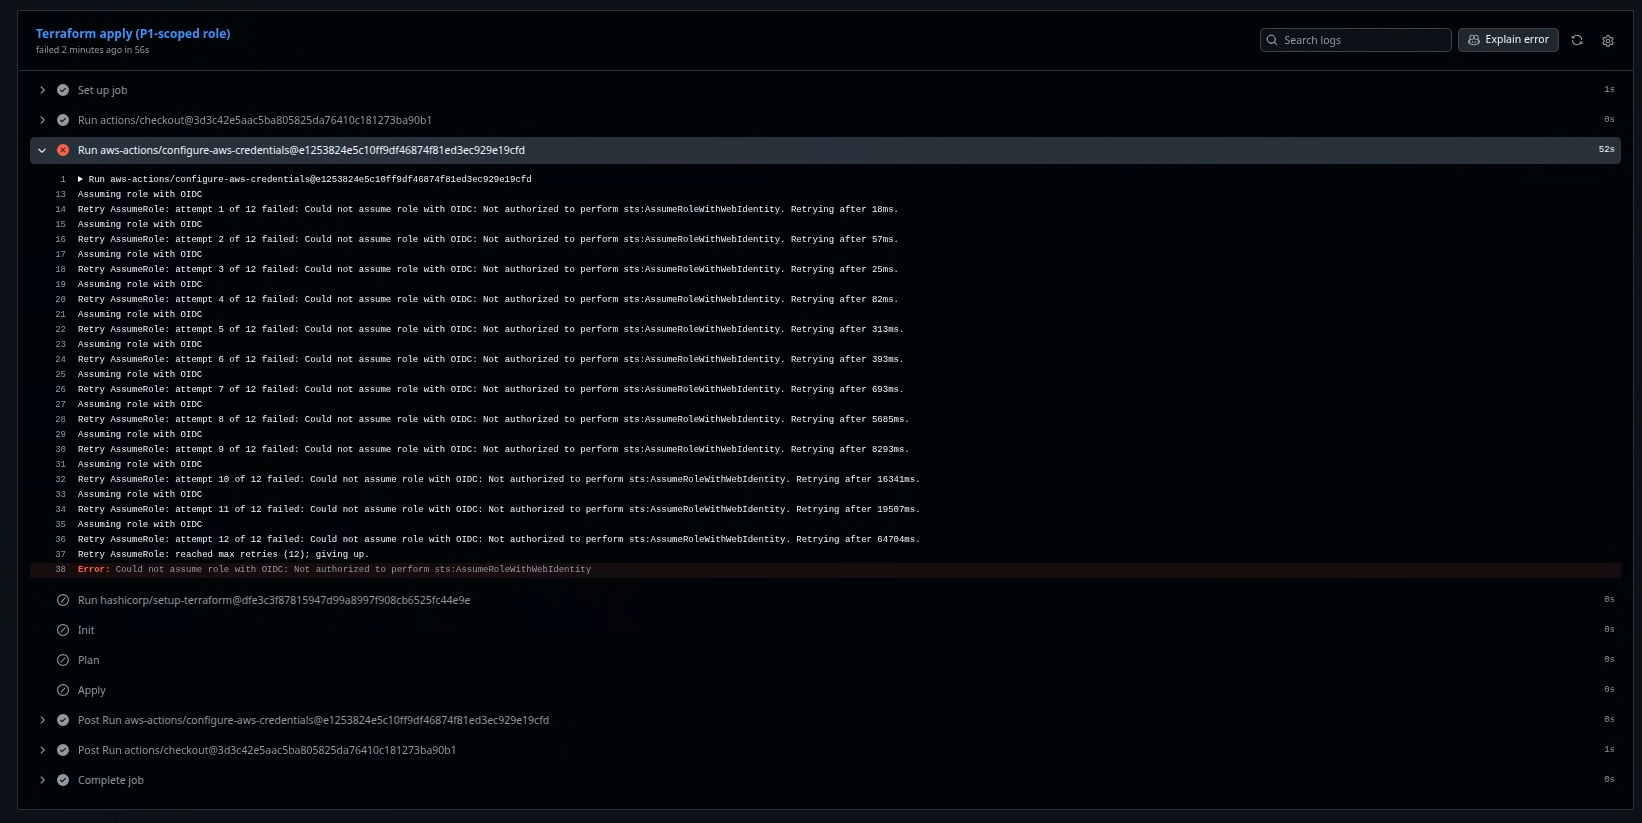 Terraform apply (P1-scoped role)
failed 2 minutes ago in 56s
Search logs
Explain error
Set up job 1s
Run actions/checkout@3d3c42e5aac5ba805825da76410c181273ba90b1 0s
Run aws-actions/configure-aws-credentials@e1253824e5c10ff9df46874f81ed3ec929e19cfd 52s
1 Run aws-actions/configure-aws-credentials@e1253824e5c10ff9df46874f81ed3ec929e19cfd
13 Assuming role with OIDC
14 Retry AssumeRole: attempt 1 of 12 failed: Could not assume role with OIDC: Not authorized to perform sts:AssumeRoleWithWebIdentity. Retrying after 18ms.
15 Assuming role with OIDC
16 Retry AssumeRole: attempt 2 of 12 failed: Could not assume role with OIDC: Not authorized to perform sts:AssumeRoleWithWebIdentity. Retrying after 57ms.
17 Assuming role with OIDC
18 Retry AssumeRole: attempt 3 of 12 failed: Could not assume role with OIDC: Not authorized to perform sts:AssumeRoleWithWebIdentity. Retrying after 25ms.
19 Assuming role with OIDC
20 Retry AssumeRole: attempt 4 of 12 failed: Could not assume role with OIDC: Not authorized to perform sts:AssumeRoleWithWebIdentity. Retrying after 82ms.
21 Assuming role with OIDC
22 Retry AssumeRole: attempt 5 of 12 failed: Could not assume role with OIDC: Not authorized to perform sts:AssumeRoleWithWebIdentity. Retrying after 313ms.
23 Assuming role with OIDC
24 Retry AssumeRole: attempt 6 of 12 failed: Could not assume role with OIDC: Not authorized to perform sts:AssumeRoleWithWebIdentity. Retrying after 393ms.
25 Assuming role with OIDC
26 Retry AssumeRole: attempt 7 of 12 failed: Could not assume role with OIDC: Not authorized to perform sts:AssumeRoleWithWebIdentity. Retrying after 693ms.
27 Assuming role with OIDC
28 Retry AssumeRole: attempt 8 of 12 failed: Could not assume role with OIDC: Not authorized to perform sts:AssumeRoleWithWebIdentity. Retrying after 5685ms.
29 Assuming role with OIDC
30 Retry AssumeRole: attempt 9 of 12 failed: Could not assume role with OIDC: Not authorized to perform sts:AssumeRoleWithWebIdentity. Retrying after 8293ms.
31 Assuming role with OIDC
32 Retry AssumeRole: attempt 10 of 12 failed: Could not assume role with OIDC: Not authorized to perform sts:AssumeRoleWithWebIdentity. Retrying after 16341ms.
33 Assuming role with OIDC
34 Retry AssumeRole: attempt 11 of 12 failed: Could not assume role with OIDC: Not authorized to perform sts:AssumeRoleWithWebIdentity. Retrying after 19507ms.
35 Assuming role with OIDC
36 Retry AssumeRole: attempt 12 of 12 failed: Could not assume role with OIDC: Not authorized to perform sts:AssumeRoleWithWebIdentity. Retrying after 64704ms.
37 Retry AssumeRole: reached max retries (12); giving up.
38 Error: Could not assume role with OIDC: Not authorized to perform sts:AssumeRoleWithWebIdentity
Run hashicorp/setup-terraform@dfe3c3f87815947d99a8997f908cb6525fc44e9e 0s
Init 0s
Plan 0s
Apply 0s
Post Run aws-actions/configure-aws-credentials@e1253824e5c10ff9df46874f81ed3ec929e19cfd 0s
Post Run actions/checkout@3d3c42e5aac5ba805825da76410c181273ba90b1 1s
Complete job 0s